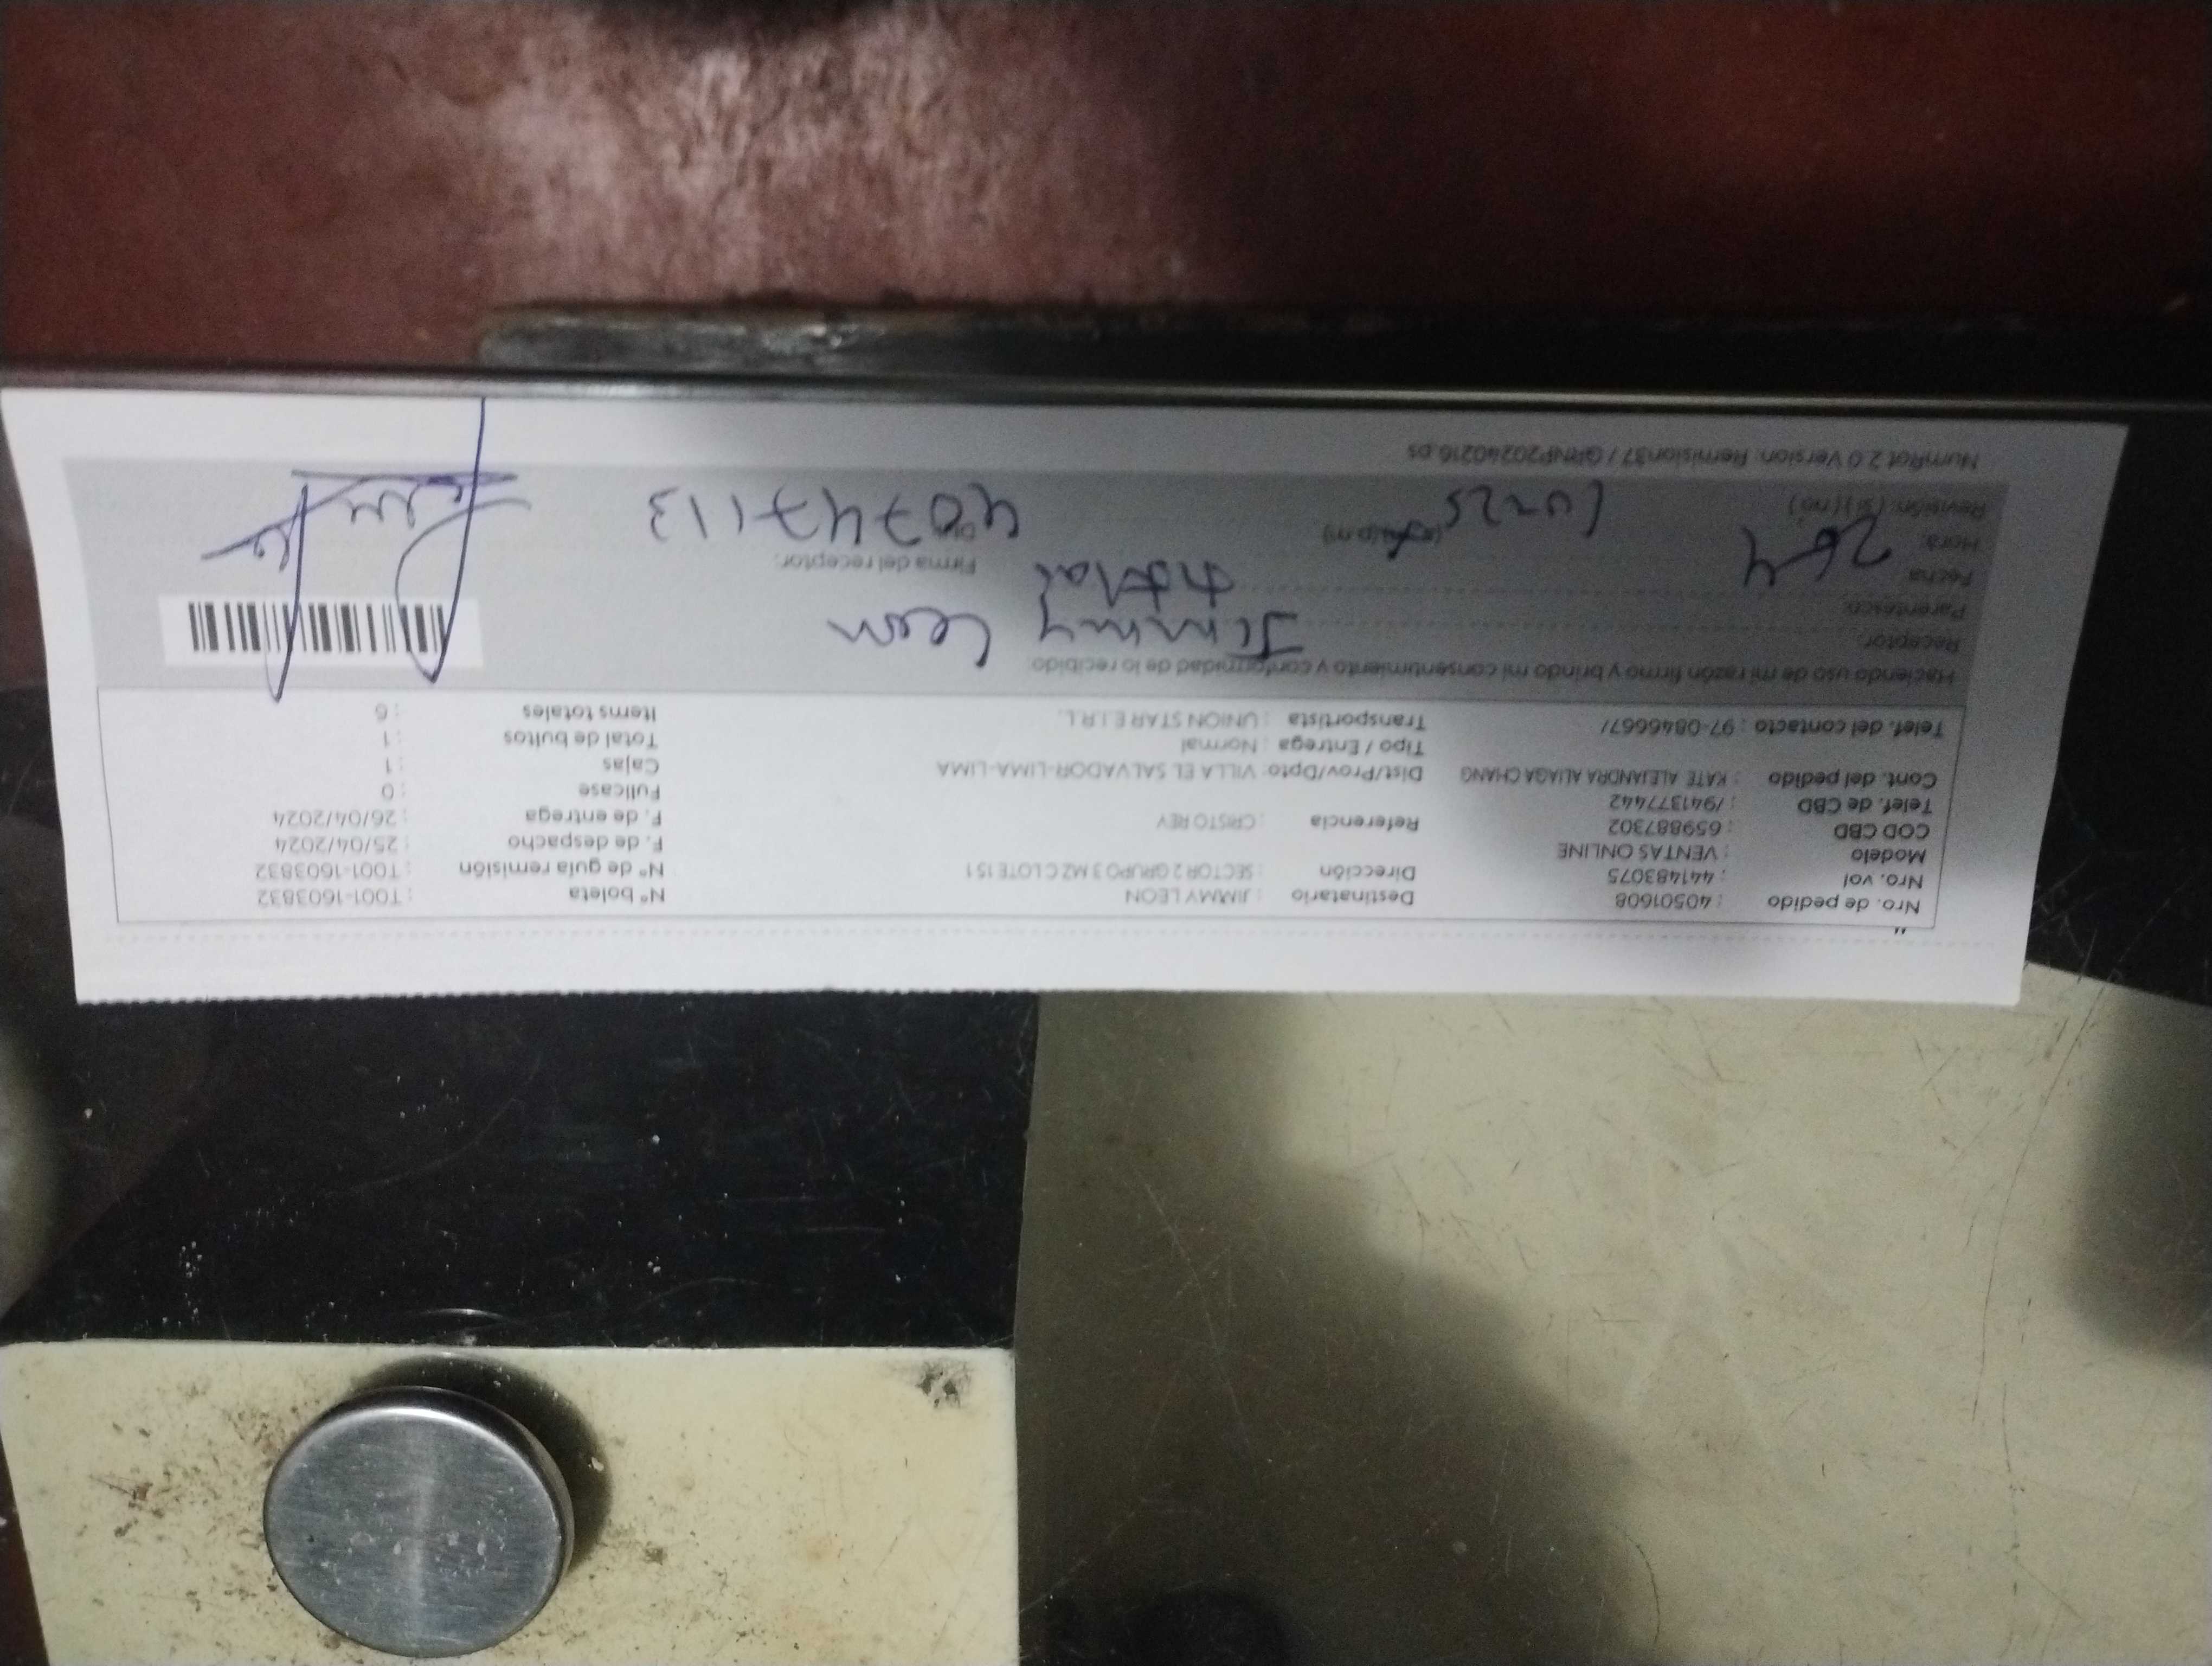 Nro. de pedido : 40501608 Destinatario : JIMMY LEON Nº boleta : T001-1603832
Nro. vol : 441483075 Dirección : SECTOR 2 GRUPO 3 MZ C LOTE 1S1 Nº de guía remisión : T001-1603832
Modelo : VENTAS ONLINE F. de despacho : 25/04/2024
COD CBD : 659887302 Referencia : CRISTO REY F. de entrega : 26/04/2024
Telef. de CBD : /941377442 Fullcase : 0
Cont. del pedido : KATE ALEJANDRA ALIAGA CHANG Dist/Prov/Dpto : VILLA EL SALVADOR-LIMA-LIMA Cajas : 1
Tipo / Entrega : Normal Total de bultos : 1
Telef. del contacto : 97-0846667/ Transportista : UNION STAR E.I.R.L. Items totales : 6
Haciendo uso de mi razón firmo y brindo mi consentimiento y conformidad de lo recibido:
Receptor: Jimmy Leon
Parentesco: titular
Fecha: 26 4 Firma del receptor:
Hora: (p.m) DNI 40747113
Revisión: (si) (no)
NumRot 2.0 Version: Remision37 / GRNP20240216.ps